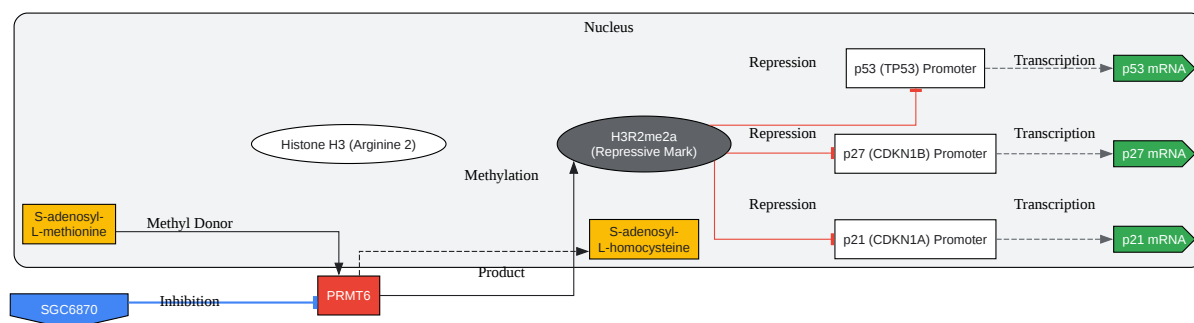 Nucleus
Repression
p53 (TP53) Promoter
Transcription
p53 mRNA
Histone H3 (Arginine 2)
H3R2me2a
(Repressive Mark)
Repression
p27 (CDKN1B) Promoter
Transcription
p27 mRNA
Methylation
S-adenosyl-
L-methionine
Methyl Donor
S-adenosyl-
L-homocysteine
Repression
p21 (CDKN1A) Promoter
Transcription
p21 mRNA
Product
SGC6870
Inhibition
PRMT6